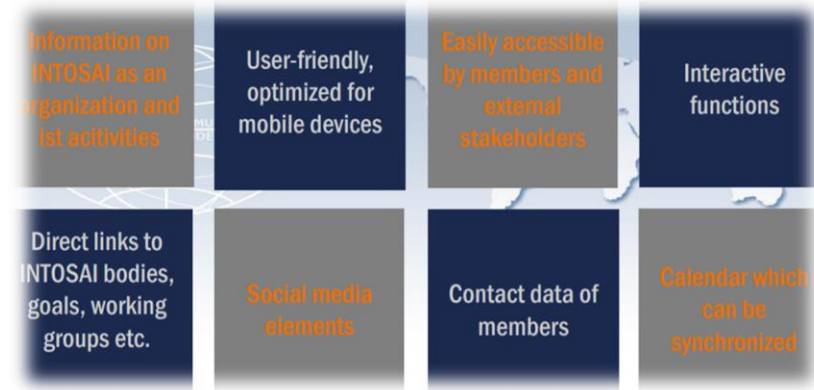 Information on
INTOSAI as an
organization and
ist acitivities
User-friendly,
optimized for
mobile devices
Easily accessible
by members and
external
stakeholders
Interactive
functions
Direct links to
INTOSAI bodies,
goals, working
groups etc.
Social media
elements
Contact data of
members
Calendar which
can be
synchronized